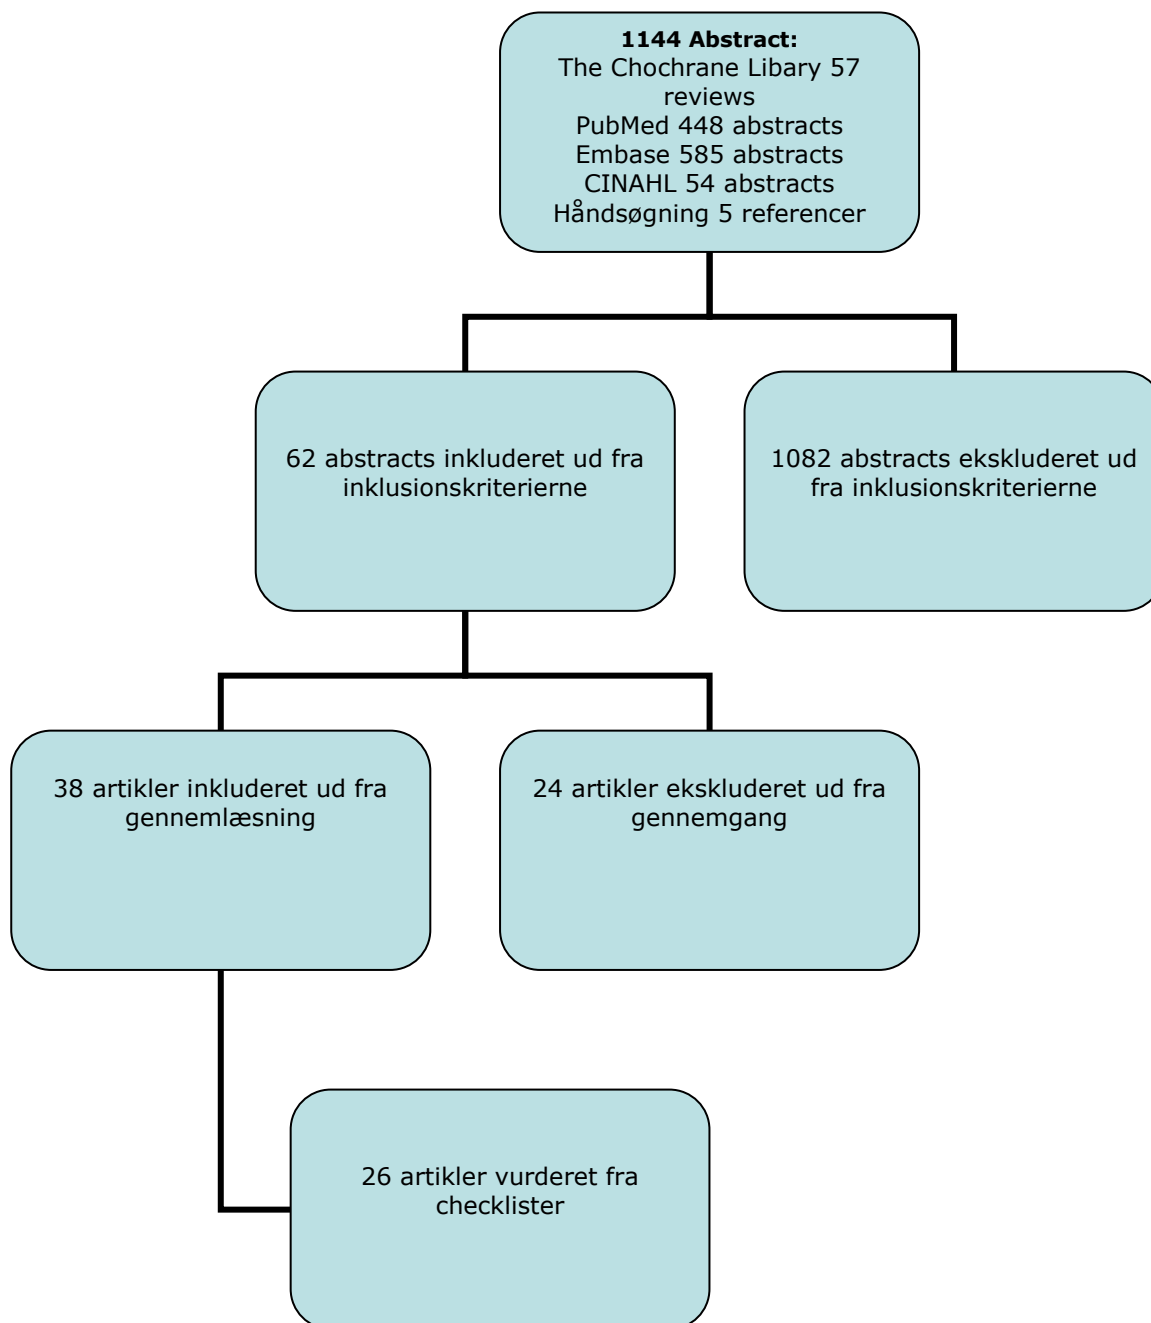 1144 Abstract:
The Chochrane Libary 57
reviews
PubMed 448 abstracts
Embase 585 abstracts
CINAHL 54 abstracts
Håndsøgning 5 referencer
62 abstracts inkluderet ud fra
inklusionskriterierne
1082 abstracts ekskluderet ud
fra inklusionskriterierne
38 artikler inkluderet ud fra
gennemlæsning
24 artikler ekskluderet ud fra
gennemgang
26 artikler vurderet fra
checklister